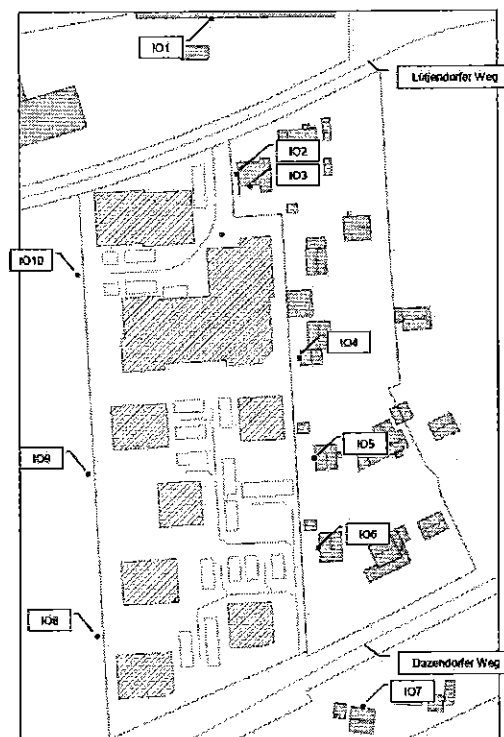 IO1
Lütjendorfer Weg
IO2
IO3
IO10
IO4
IO5
IO9
IO6
IO8
Dazendorfer Weg
IO7